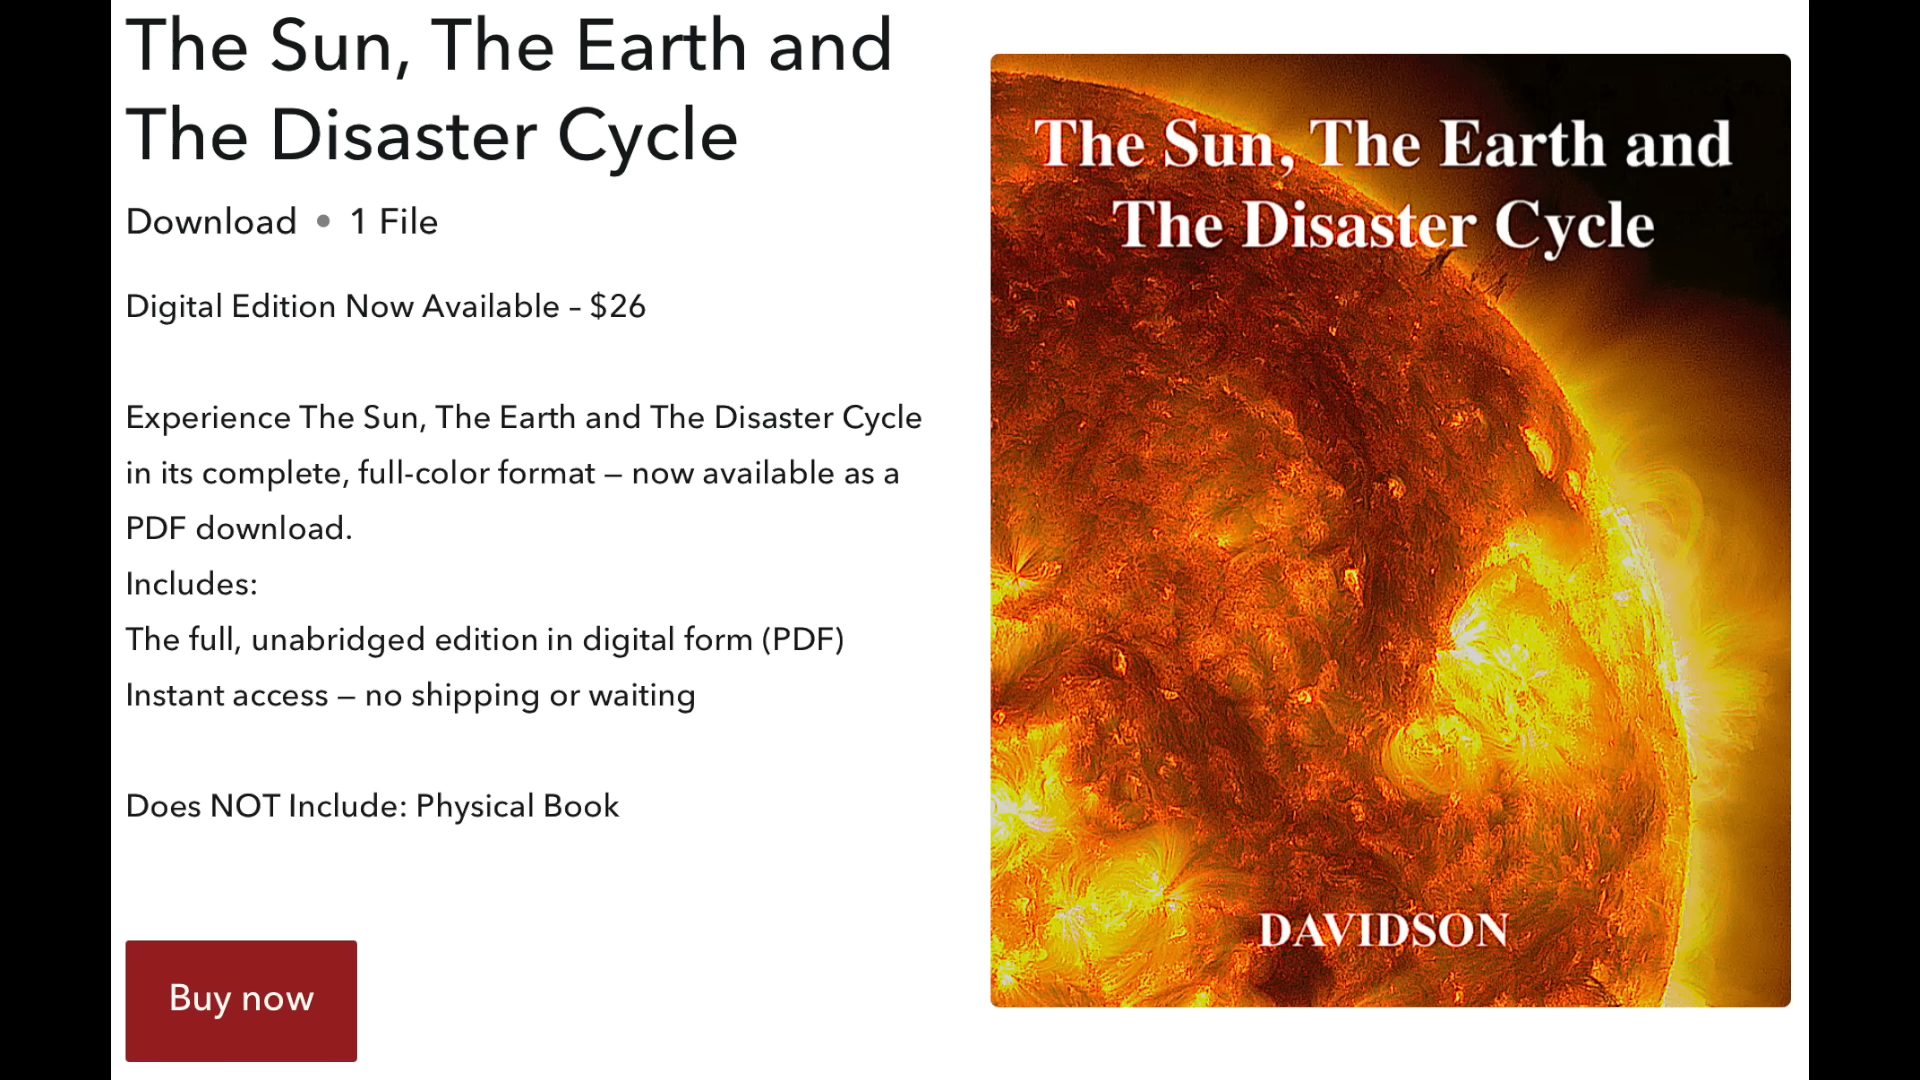 The Sun, The Earth and
The Disaster Cycle
Download • 1 File
Digital Edition Now Available – $26
Experience The Sun, The Earth and The Disaster Cycle
in its complete, full-color format — now available as a
PDF download.
Includes:
The full, unabridged edition in digital form (PDF)
Instant access — no shipping or waiting
Does NOT Include: Physical Book
Buy now
The Sun, The Earth and
The Disaster Cycle
DAVIDSON